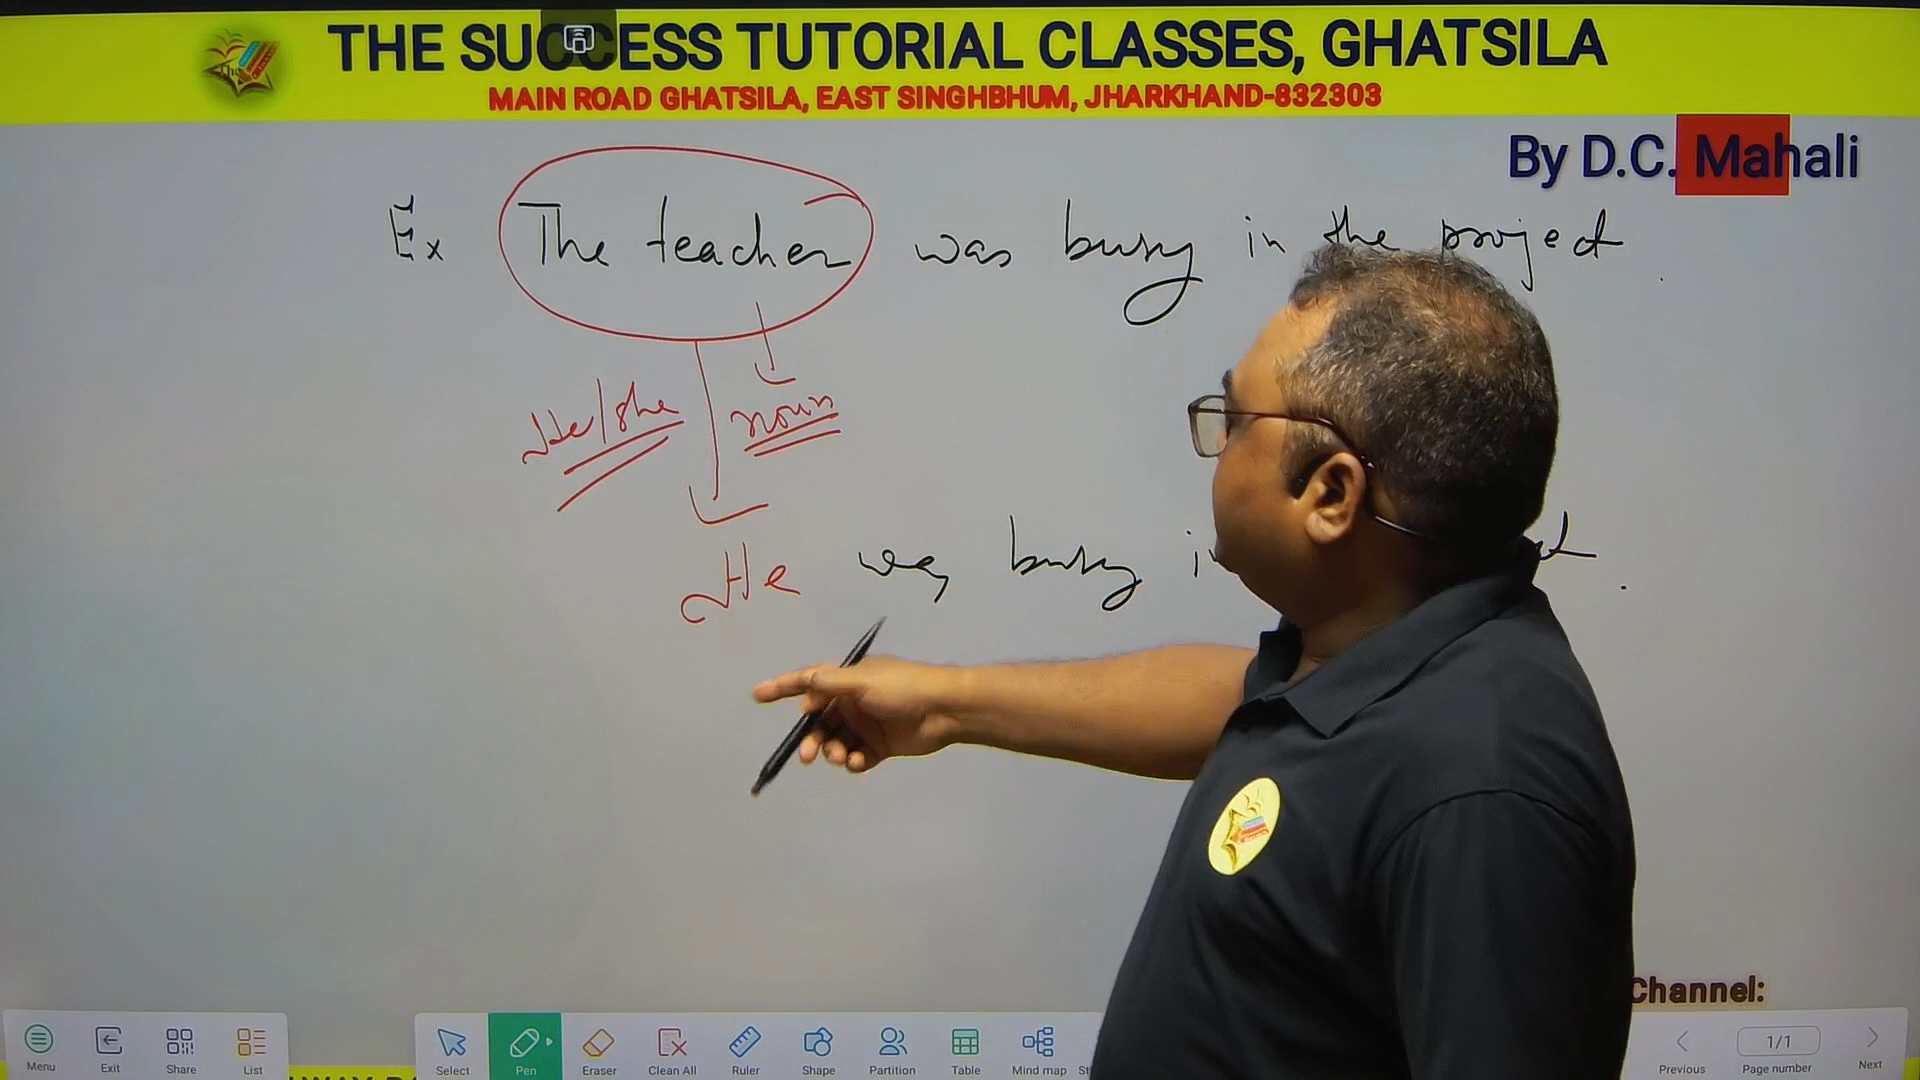 THE SUCCESS TUTORIAL CLASSES, GHATSILA
MAIN ROAD GHATSILA, EAST SINGHBHUM, JHARKHAND-832303
By D.C. Mahali
Ex The teacher was busy in the project.
He/she noun
He was busy
Channel:
Menu Exit Share List Select Pen Eraser Clean All Ruler Shape Partition Table Mind map Previous 1/1 Page number Next